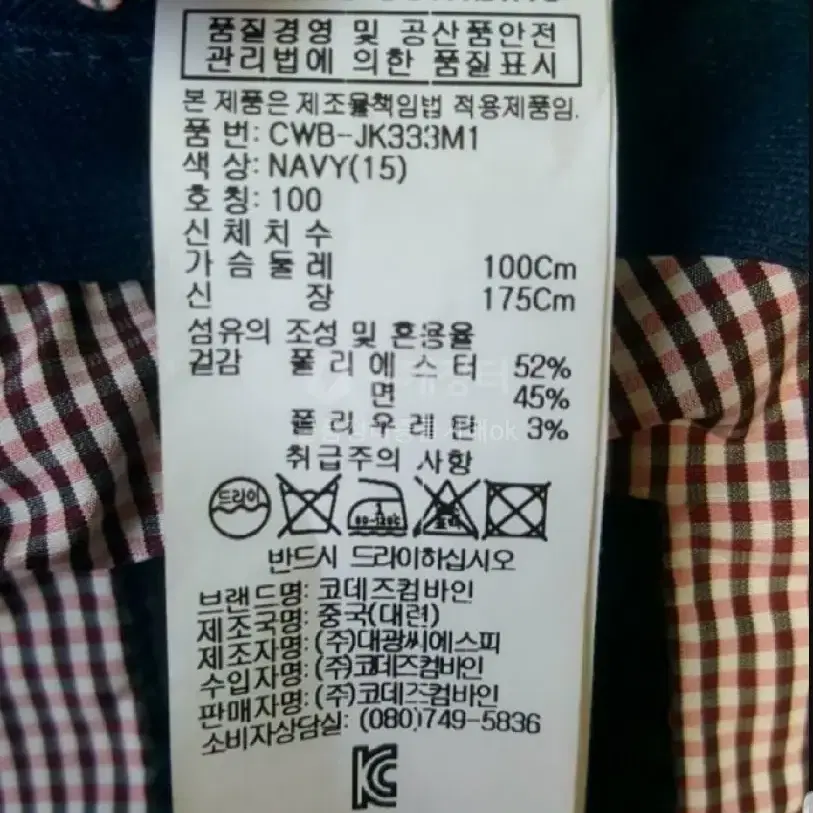 품질경영 및 공산품안전
관리법에 의한 품질표시
본 제품은 제조물책임법 적용제품임.
품 번: CWB-JK333M1
색 상: NAVY(15)
호 칭: 100
신체치수
가슴둘레 100Cm
신 장 175Cm
섬유의 조성 및 혼용율
겉감 폴리에스터 52%
면 45%
폴리우레탄 3%
취급주의 사항
드라이
반드시 드라이하십시오
브랜드명: 코데즈컴바인
제조국명: 중국(대련)
제조자명: (주)대광씨에스피
수입자명: (주)코데즈컴바인
판매자명: (주)코데즈컴바인
소비자상담실: (080)749-5836